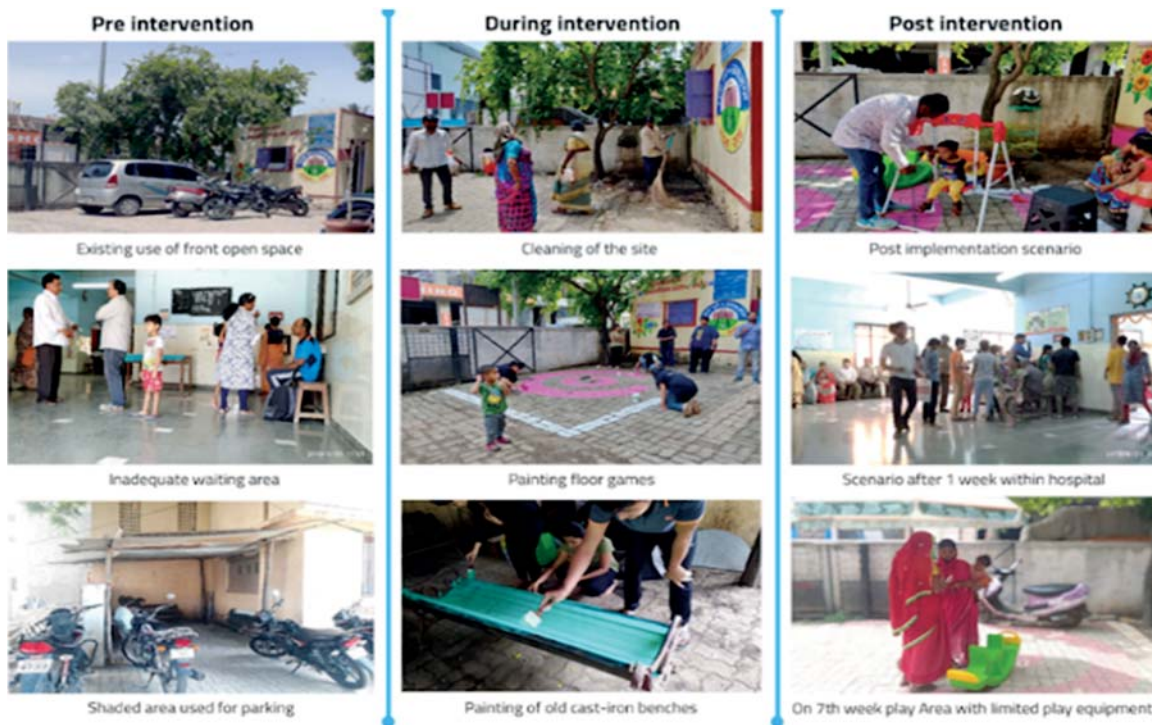 Pre intervention
During intervention
Post intervention
Existing use of front open space
Cleaning of the site
Post implementation scenario
Inadequate waiting area
Painting floor games
Scenario after 1 week within hospital
Shaded area used for parking
Painting of old cast-iron benches
On 7th week play Area with limited play equipment